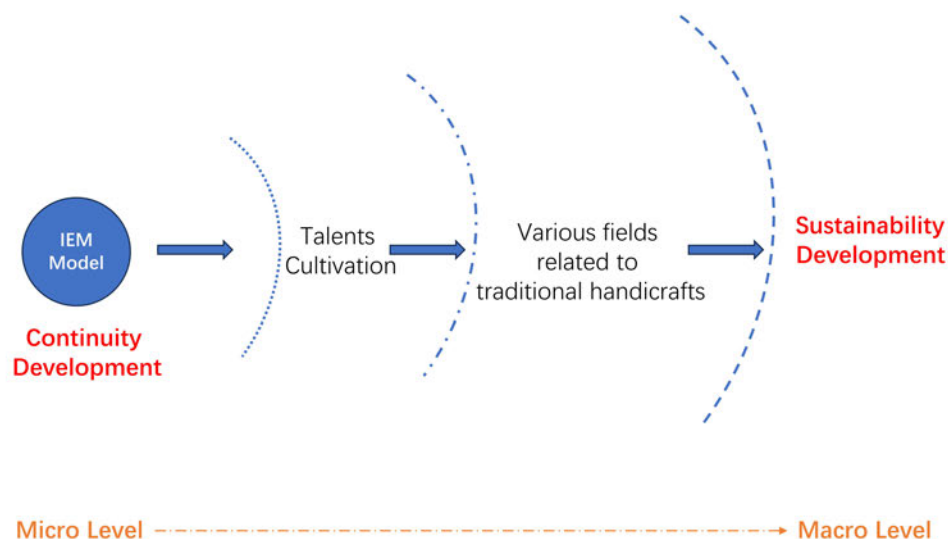 IEM
Model
Continuity
Development
Talents
Cultivation
Various fields
related to
traditional handicrafts
Sustainability
Development
Micro Level
Macro Level